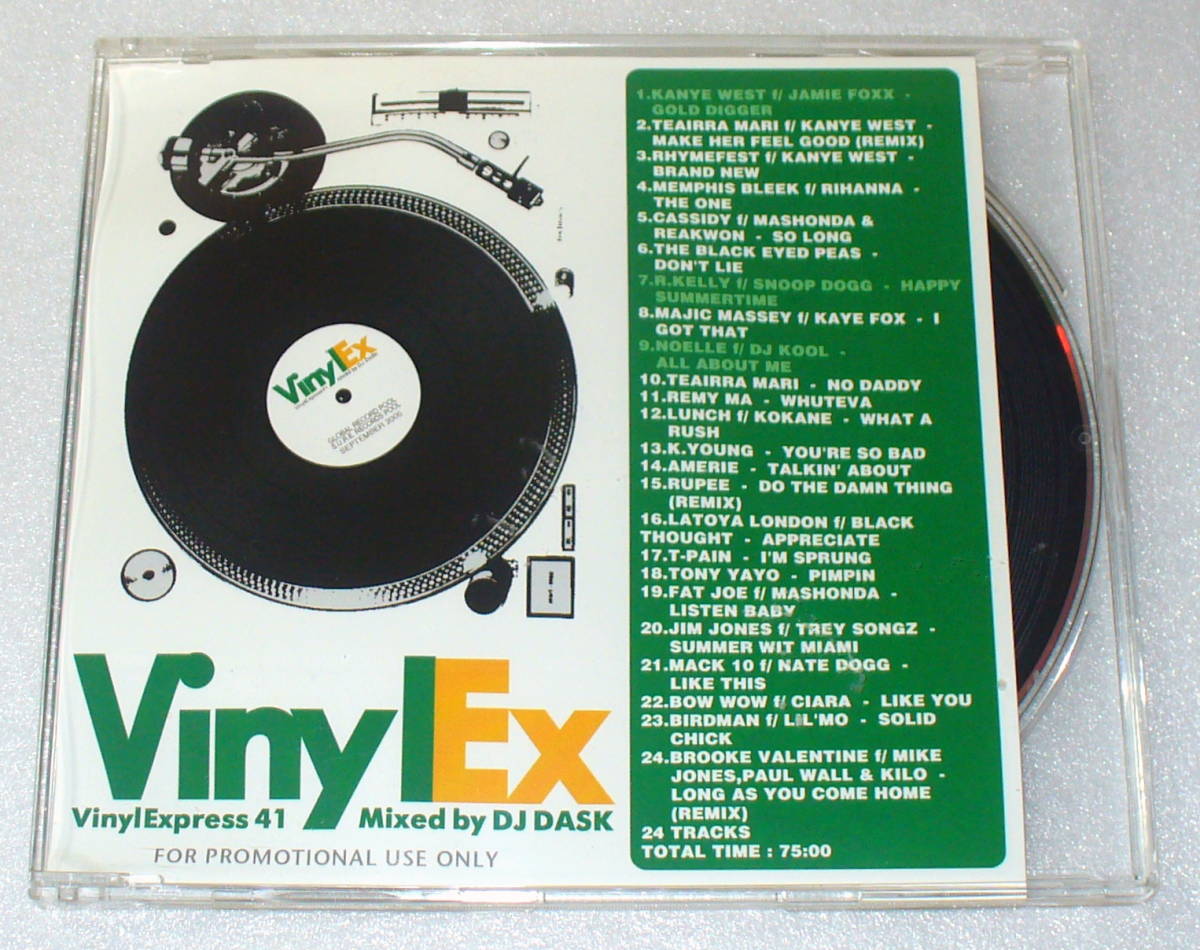 VinylEx
GLOBAL RECORD POOL
S.U.R.E. RECORDS POOL
SEPTEMBER 2005
VinylEx
VinylExpress 41 Mixed by DJ DASK
FOR PROMOTIONAL USE ONLY
1.KANYE WEST f/ JAMIE FOXX -
GOLD DIGGER
2.TEAIRRA MARI f/ KANYE WEST -
MAKE HER FEEL GOOD (REMIX)
3.RHYMEFEST f/ KANYE WEST -
BRAND NEW
4.MEMPHIS BLEEK f/ RIHANNA -
THE ONE
5.CASSIDY f/ MASHONDA &
REAKWON - SO LONG
6.THE BLACK EYED PEAS -
DON'T LIE
7.R.KELLY f/ SNOOP DOGG - HAPPY
SUMMERTIME
8.MAJIC MASSEY f/ KAYE FOX - I
GOT THAT
9.NOELLE f/ DJ KOOL -
ALL ABOUT ME
10.TEAIRRA MARI - NO DADDY
11.REMY MA - WHUTEVA
12.LUNCH f/ KOKANE - WHAT A
RUSH
13.K.YOUNG - YOU'RE SO BAD
14.AMERIE - TALKIN' ABOUT
15.RUPEE - DO THE DAMN THING
(REMIX)
16.LATOYA LONDON f/ BLACK
THOUGHT - APPRECIATE
17.T-PAIN - I'M SPRUNG
18.TONY YAYO - PIMPIN
19.FAT JOE f/ MASHONDA -
LISTEN BABY
20.JIM JONES f/ TREY SONGZ -
SUMMER WIT MIAMI
21.MACK 10 f/ NATE DOGG -
LIKE THIS
22.BOW WOW f/ CIARA - LIKE YOU
23.BIRDMAN f/ LIL'MO - SOLID
CHICK
24.BROOKE VALENTINE f/ MIKE
JONES,PAUL WALL & KILO -
LONG AS YOU COME HOME
(REMIX)
24 TRACKS
TOTAL TIME : 75:00